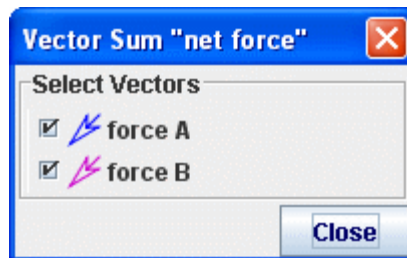 Vector Sum "net force"
Select Vectors
force A
force B
Close